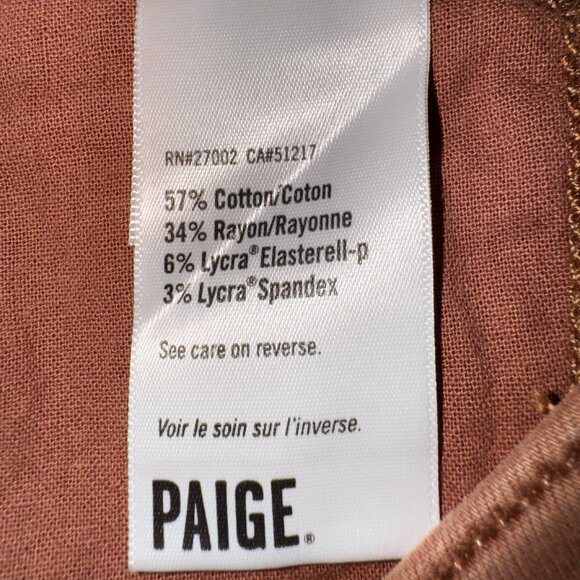 RN#27002 CA#51217
57% Cotton/Coton
34% Rayon/Rayonne
6% Lycra® Elasterell-p
3% Lycra® Spandex
See care on reverse.
Voir le soin sur l'inverse.
PAIGE®